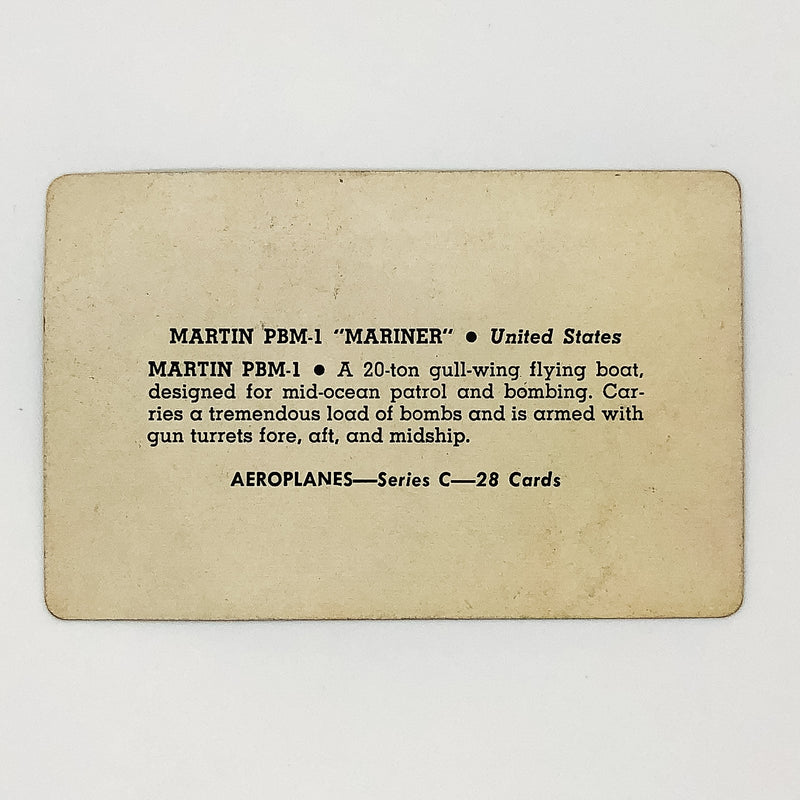 MARTIN PBM-1 "MARINER" ● United States
MARTIN PBM-1 ● A 20-ton gull-wing flying boat,
designed for mid-ocean patrol and bombing. Car-
ries a tremendous load of bombs and is armed with
gun turrets fore, aft, and midship.
AEROPLANES—Series C—28 Cards